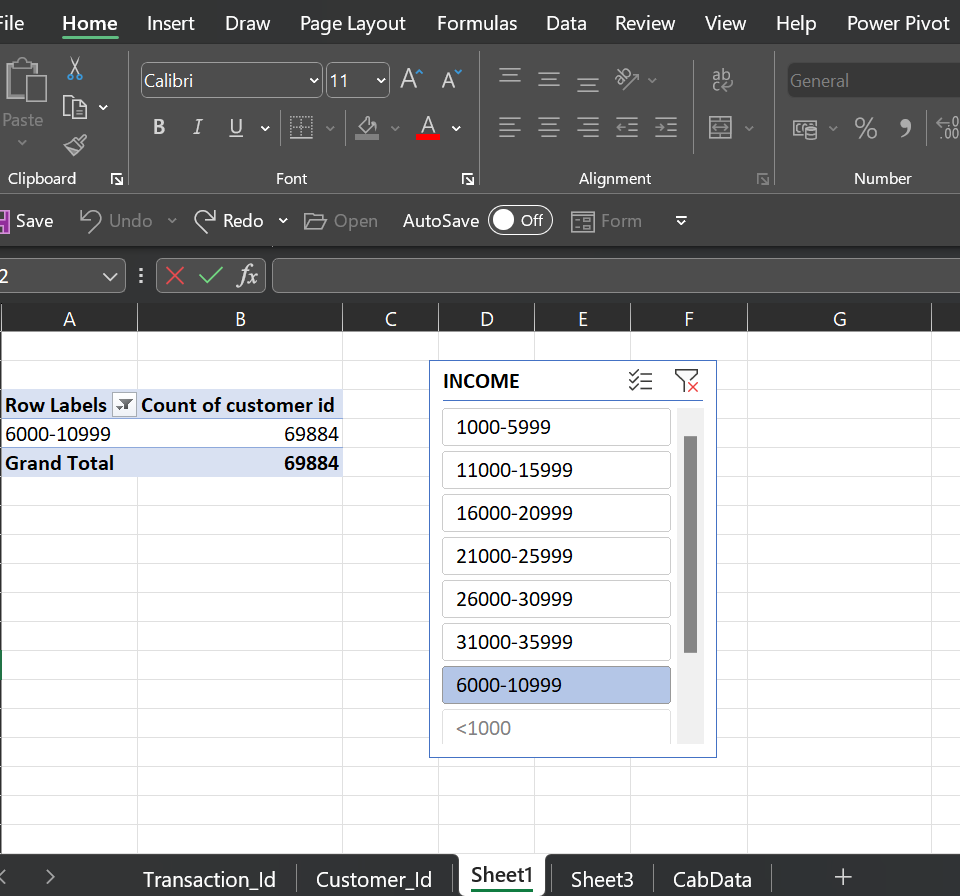 File Home Insert Draw Page Layout Formulas Data Review View Help Power Pivot
Calibri 11 General
Paste B I U A ab c % .00
Clipboard Font Alignment Number
Save Undo Redo Open AutoSave Off Form
2 fx
A B C D E F G
INCOME
Row Labels Count of customer id
6000-10999 69884
Grand Total 69884
1000-5999
11000-15999
16000-20999
21000-25999
26000-30999
31000-35999
6000-10999
<1000
Transaction_Id Customer_Id Sheet1 Sheet3 CabData